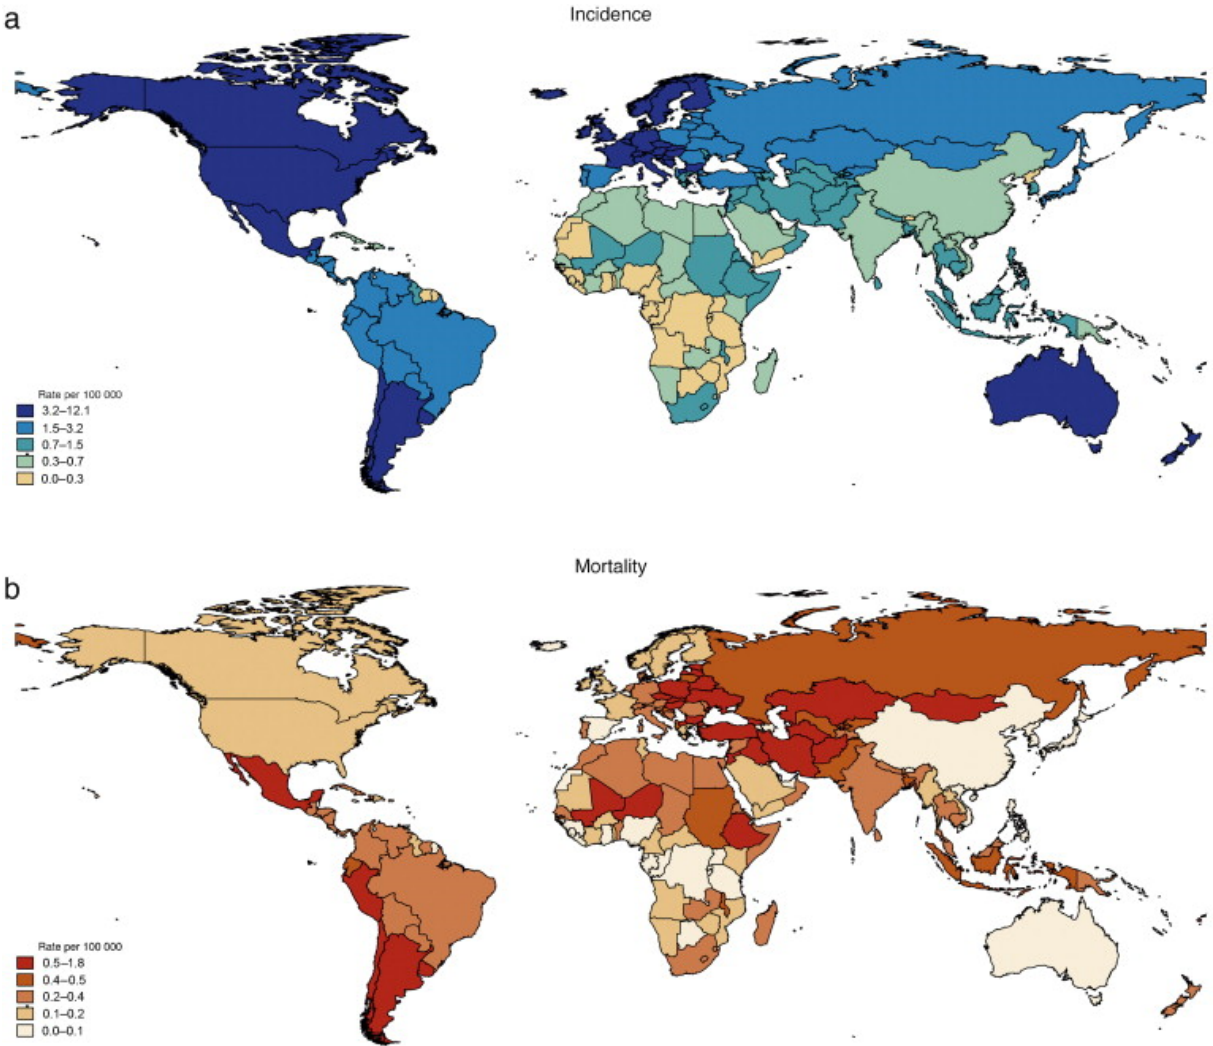 a
Incidence
Rate per 100 000
3.2–12.1
1.5–3.2
0.7–1.5
0.3–0.7
0.0–0.3
b
Mortality
Rate per 100 000
0.5–1.8
0.4–0.5
0.2–0.4
0.1–0.2
0.0–0.1